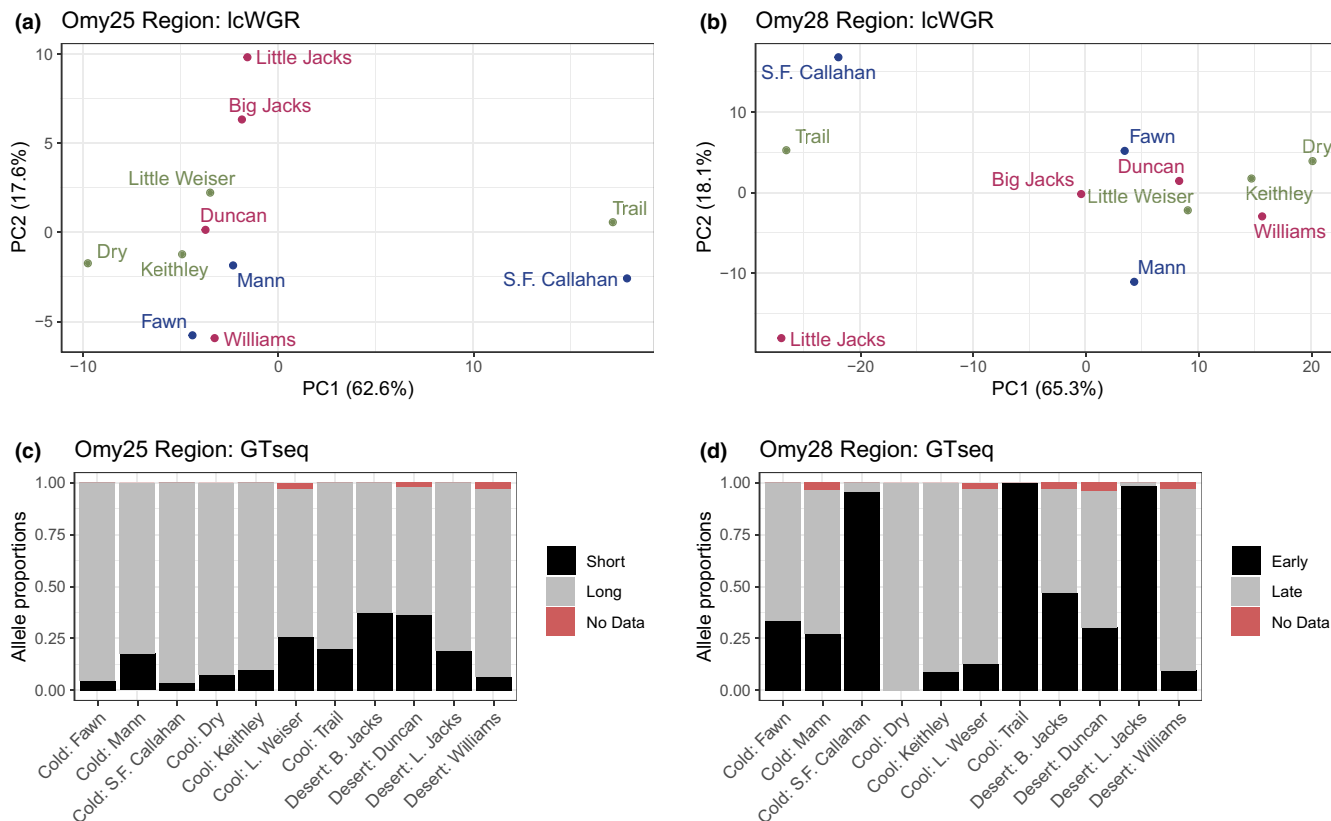 (a) Omy25 Region: lcWGR
10
5
0
−5
PC2 (17.6%)
Little Jacks
Big Jacks
Little Weiser
Duncan
Trail
Dry
Keithley
Mann
S.F. Callahan
Fawn
Williams
−10
0
10
PC1 (62.6%)
(b) Omy28 Region: lcWGR
10
0
−10
PC2 (18.1%)
S.F. Callahan
Trail
Fawn
Dry
Duncan
Big Jacks
Little Weiser
Keithley
Williams
Mann
Little Jacks
−20
−10
0
10
20
PC1 (65.3%)
(c) Omy25 Region: GTseq
1.00
0.75
0.50
0.25
0.00
Allele proportions
Cold: Fawn
Cold: Mann
Cold: S.F. Callahan
Cool: Dry
Cool: Keithley
Cool: L. Weiser
Cool: Trail
Desert: B. Jacks
Desert: Duncan
Desert: L. Jacks
Desert: Williams
Short
Long
No Data
(d) Omy28 Region: GTseq
1.00
0.75
0.50
0.25
0.00
Allele proportions
Cold: Fawn
Cold: Mann
Cold: S.F. Callahan
Cool: Dry
Cool: Keithley
Cool: L. Weser
Cool: Trail
Desert: B. Jacks
Desert: Duncan
Desert: L. Jacks
Desert: Williams
Early
Late
No Data